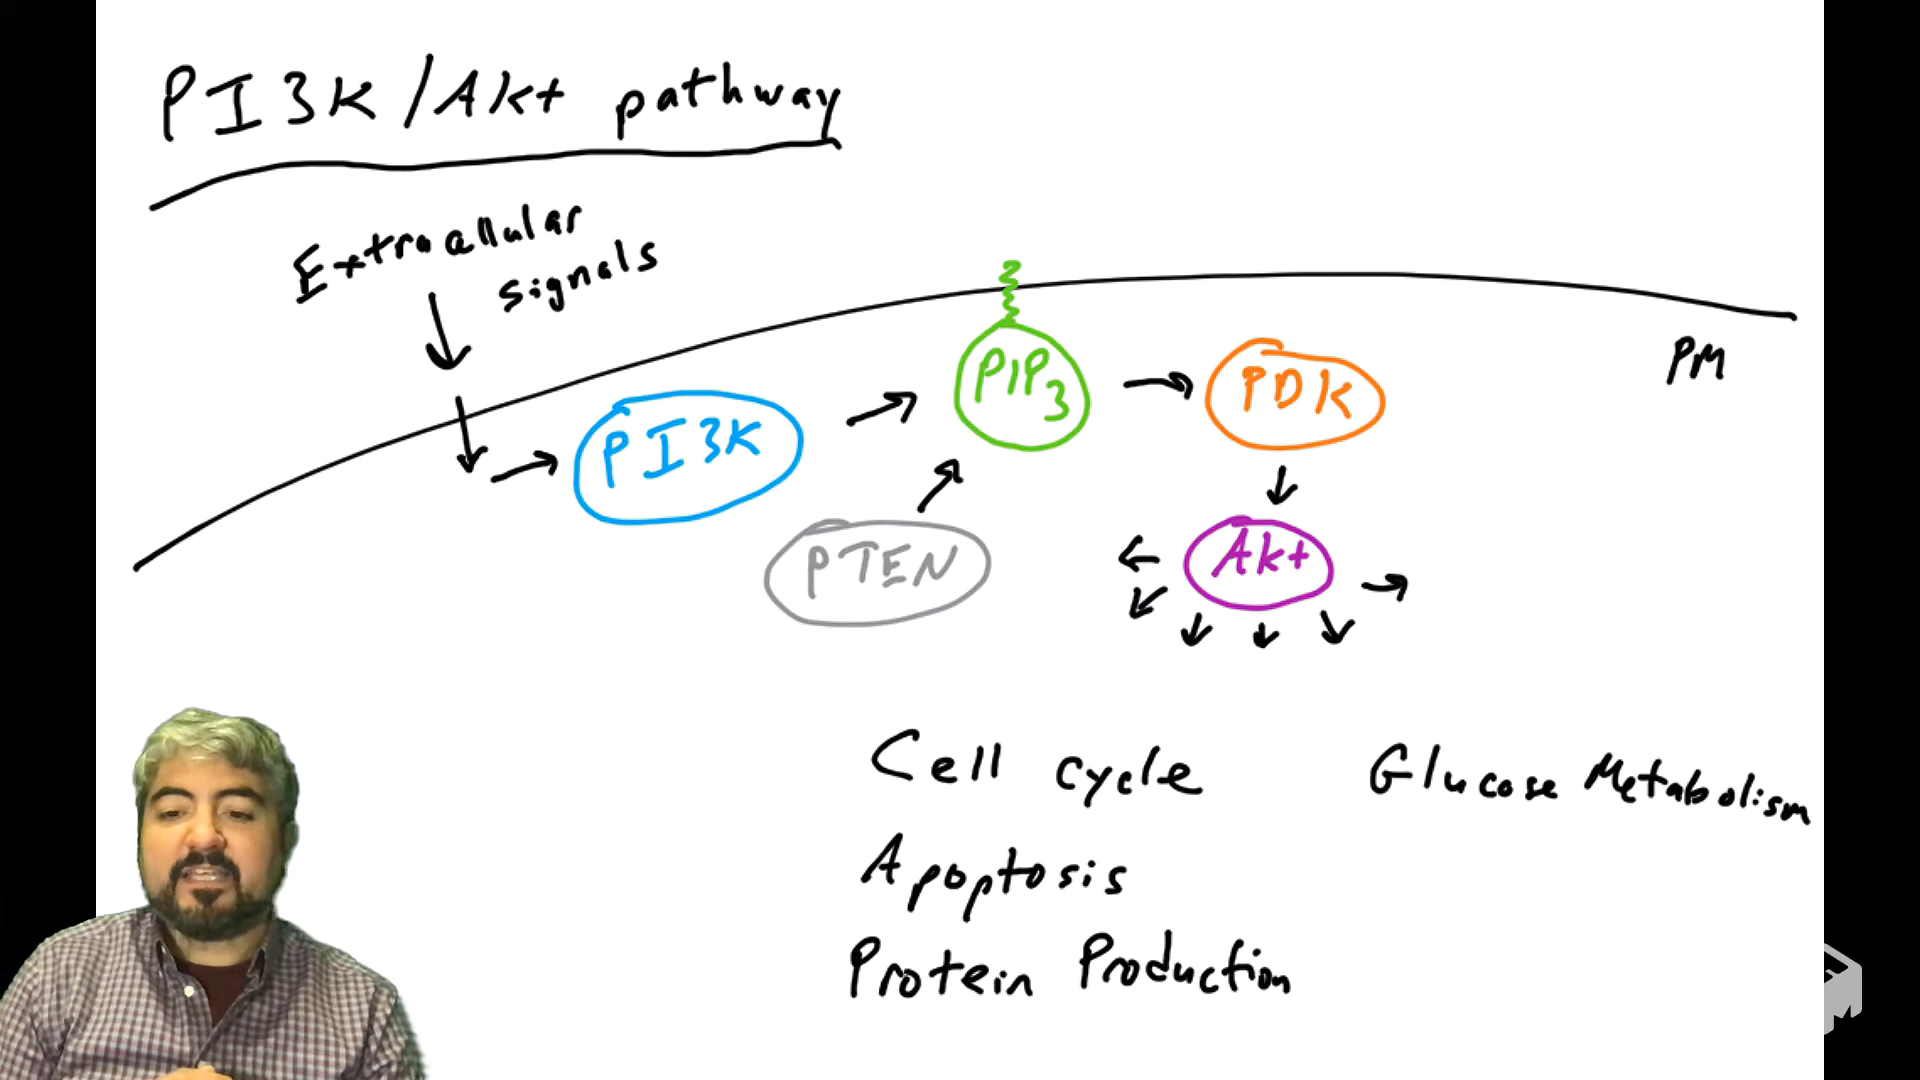 PI3K/Akt pathway
Extracellular
signals
PIP3
PDK
PM
PI3K
PTEN
Akt
Cell cycle
Glucose Metabolism
Apoptosis
Protein Production